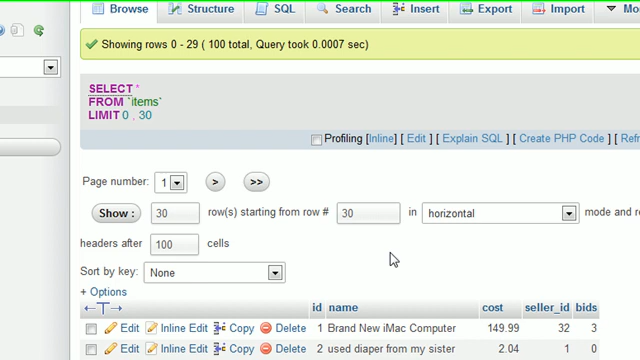 Browse Structure SQL Search Insert Export Import
Showing rows 0 - 29 ( 100 total, Query took 0.0007 sec)
SELECT *
FROM `items`
LIMIT 0 , 30
Profiling [Inline] [ Edit ] [ Explain SQL ] [ Create PHP Code ] [ Refr
Page number: 1 > >>
Show : 30 row(s) starting from row # 30 in horizontal mode and re
headers after 100 cells
Sort by key: None
+ Options
←T→ id name cost seller_id bids
Edit Inline Edit Copy Delete 1 Brand New iMac Computer 149.99 32 3
Edit Inline Edit Copy Delete 2 used diaper from my sister 2.04 1 0